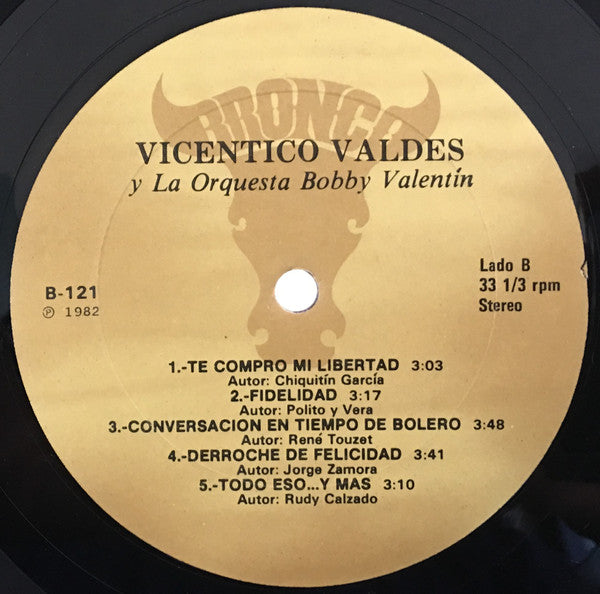 BRONCO
VICENTICO VALDES
y La Orquesta Bobby Valentín
B-121
℗ 1982
Lado B
33 1/3 rpm
Stereo
1.-TE COMPRO MI LIBERTAD 3:03
Autor: Chiquitín García
2.-FIDELIDAD 3:17
Autor: Polito y Vera
3.-CONVERSACION EN TIEMPO DE BOLERO 3:48
Autor: René Touzet
4.-DERROCHE DE FELICIDAD 3:41
Autor: Jorge Zamora
5.-TODO ESO...Y MAS 3:10
Autor: Rudy Calzado